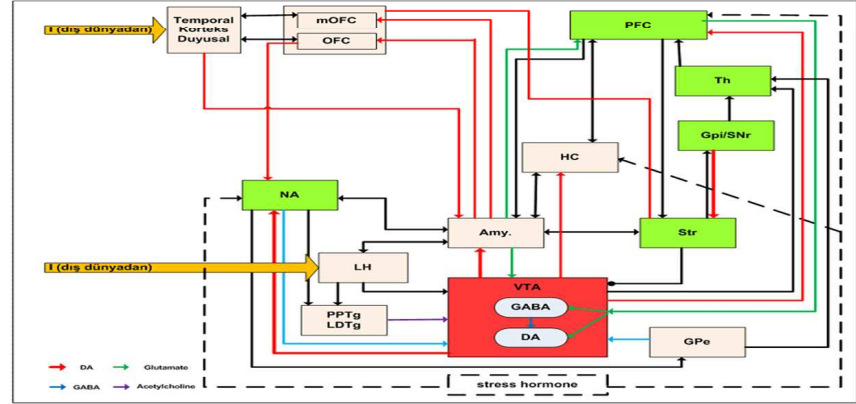 I (dış dünyadan)
Temporal
Korteks
Duyusal
mOFC
OFC
PFC
Th
Gpi/SNr
HC
NA
Amy.
Str
I (dış dünyadan)
LH
VTA
GABA
DA
PPTg
LDTg
GPe
DA
Glutamate
GABA
Acetylcholine
stress hormone